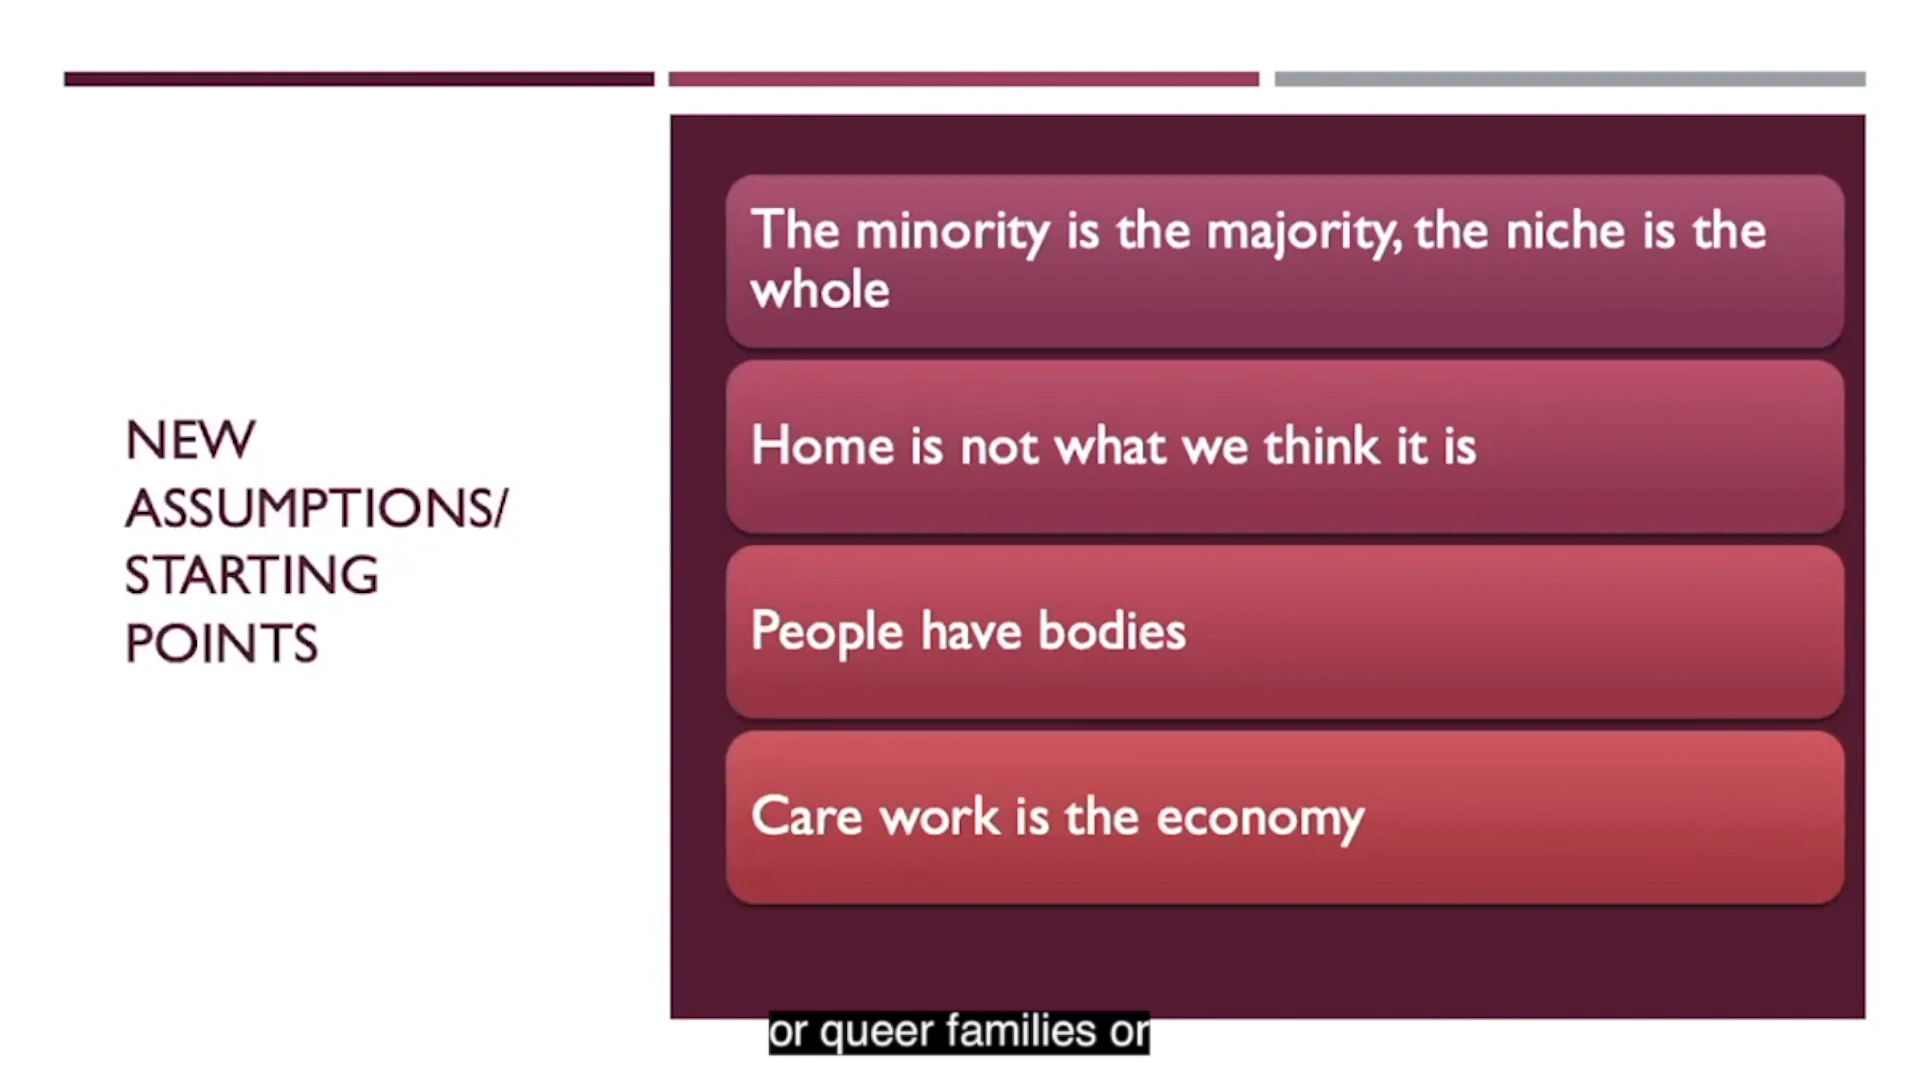 NEW
ASSUMPTIONS/
STARTING
POINTS
The minority is the majority, the niche is the
whole
Home is not what we think it is
People have bodies
Care work is the economy
or queer families or